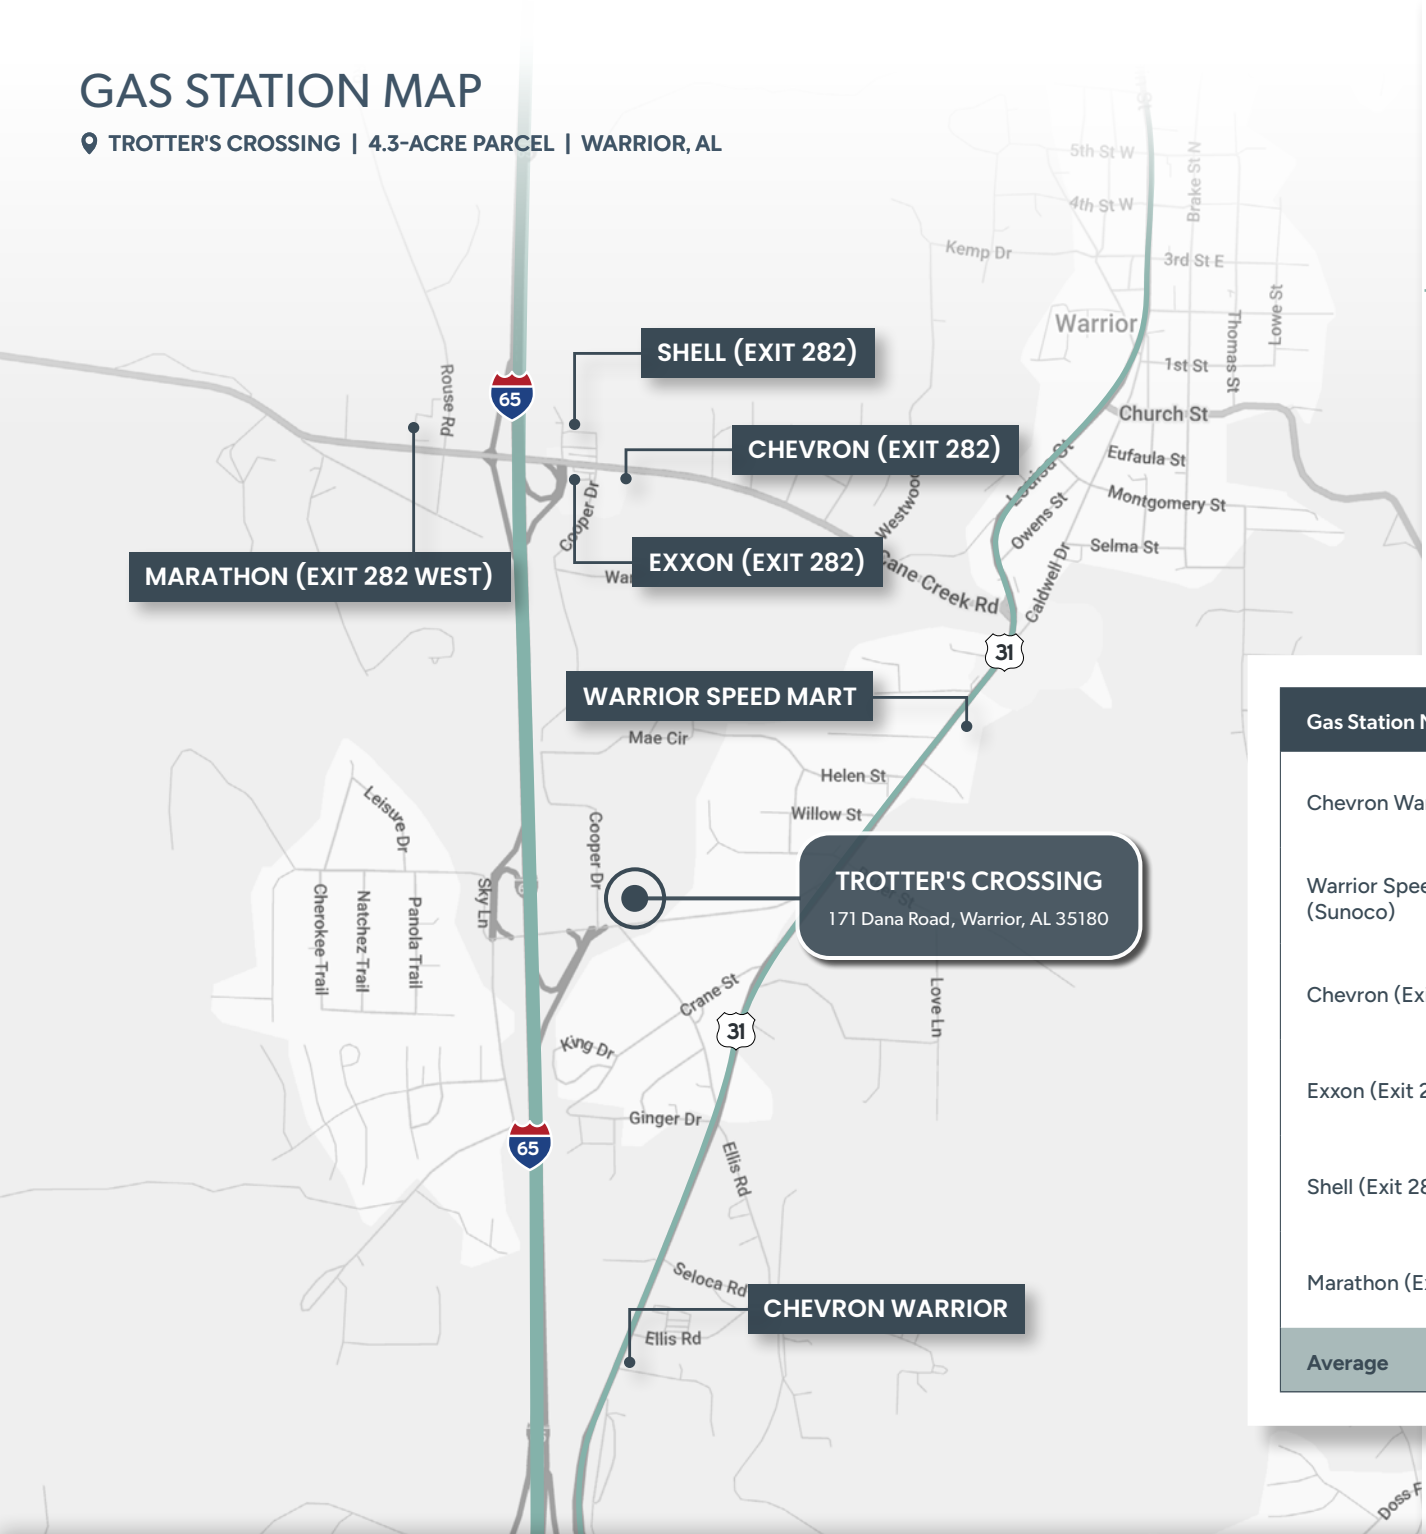 GAS STATION MAP
TROTTER'S CROSSING | 4.3-ACRE PARCEL | WARRIOR, AL
5th St W
Brake St N
4th St W
Kemp Dr
3rd St E
Lowe St
Thomas St
Warrior
SHELL (EXIT 282)
1st St
Rouse Rd
65
Church St
CHEVRON (EXIT 282)
Louisa St
Eufaula St
Montgomery St
Owens St
Cooper Dr
Selma St
EXXON (EXIT 282)
MARATHON (EXIT 282 WEST)
Cane Creek Rd
Caldwell Dr
31
WARRIOR SPEED MART
Mae Cir
Helen St
Willow St
Leisure Dr
Cooper Dr
TROTTER'S CROSSING
171 Dana Road, Warrior, AL 35180
Sky Ln
Cherokee Trail
Natchez Trail
Panola Trail
Crane St
Love Ln
31
King Dr
Ginger Dr
65
Ellis Rd
Seloca Rd
CHEVRON WARRIOR
Ellis Rd
Gas Station
Chevron
Warrior
(Sunoco)
Chevron
Exxon (Exit
Shell (Exit
Marathon
Average
Doss